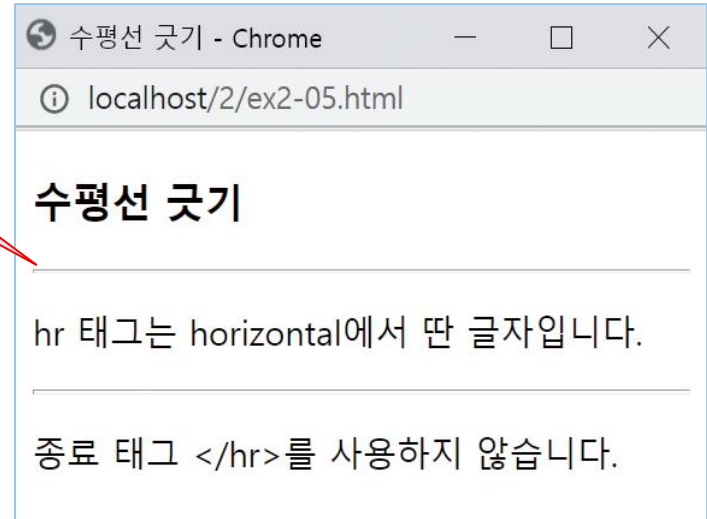 수평선 긋기 - Chrome
localhost/2/ex2-05.html
수평선 긋기
hr 태그는 horizontal에서 딴 글자입니다.
종료 태그 </hr>를 사용하지 않습니다.